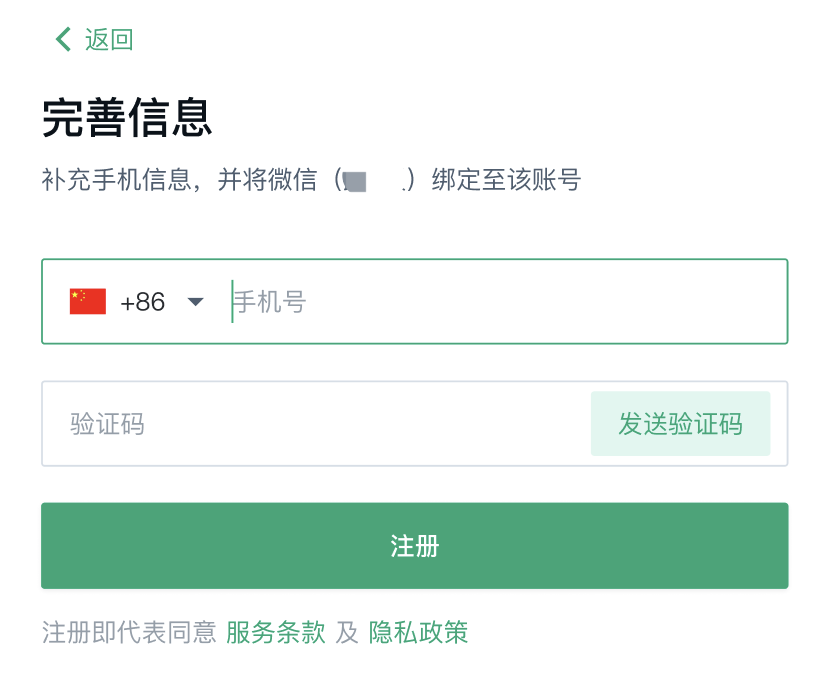 返回
完善信息
补充手机信息，并将微信（ ）绑定至该账号
+86 手机号
验证码 发送验证码
注册
注册即代表同意 服务条款 及 隐私政策